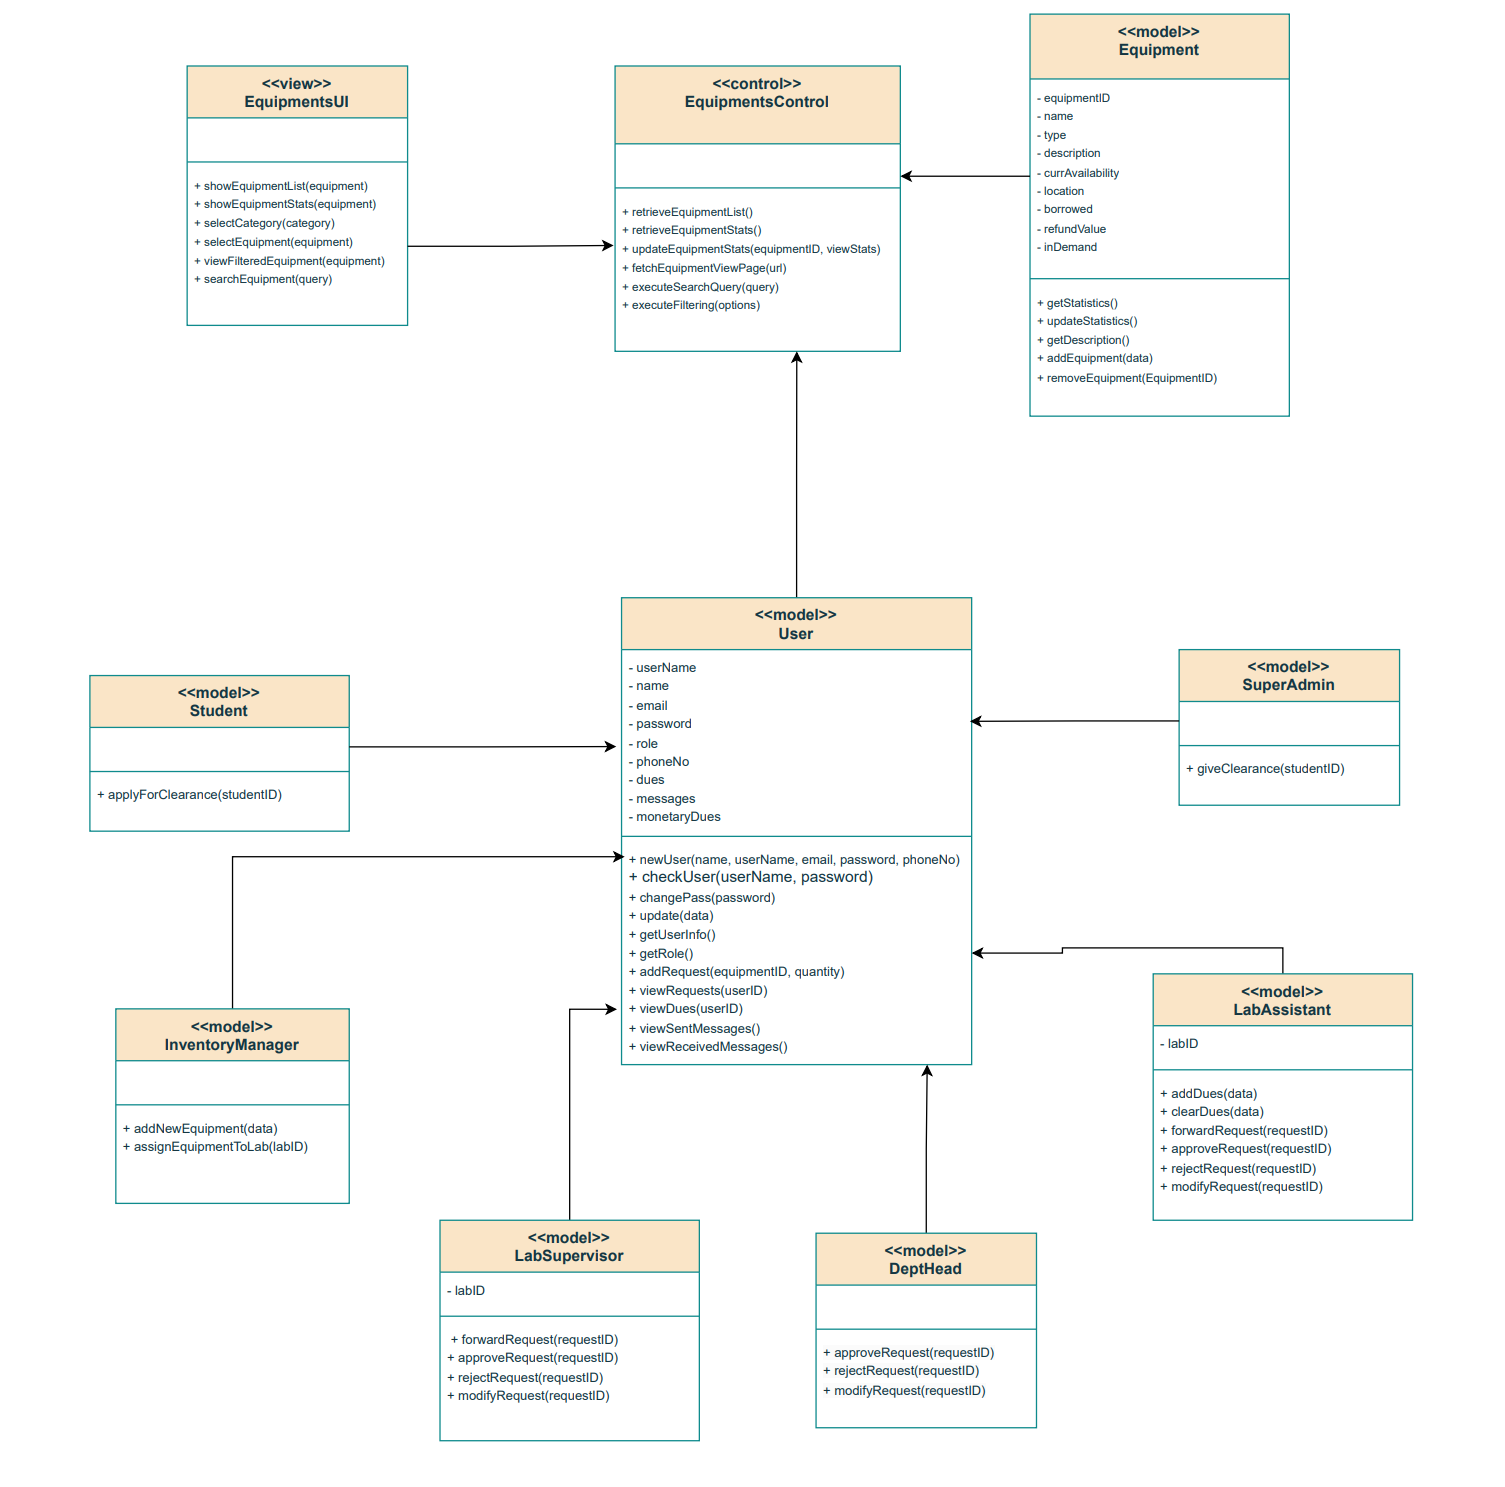 <<view>>
EquipmentsUI
+ showEquipmentList(equipment)
+ showEquipmentStats(equipment)
+ selectCategory(category)
+ selectEquipment(equipment)
+ viewFilteredEquipment(equipment)
+ searchEquipment(query)
<<control>>
EquipmentsControl
+ retrieveEquipmentList()
+ retrieveEquipmentStats()
+ updateEquipmentStats(equipmentID, viewStats)
+ fetchEquipmentViewPage(url)
+ executeSearchQuery(query)
+ executeFiltering(options)
<<model>>
Equipment
- equipmentID
- name
- type
- description
- currAvailability
- location
- borrowed
- refundValue
- inDemand
+ getStatistics()
+ updateStatistics()
+ getDescription()
+ addEquipment(data)
+ removeEquipment(EquipmentID)
<<model>>
User
- userName
- name
- email
- password
- role
- phoneNo
- dues
- messages
- monetaryDues
+ newUser(name, userName, email, password, phoneNo)
+ checkUser(userName, password)
+ changePass(password)
+ update(data)
+ getUserInfo()
+ getRole()
+ addRequest(equipmentID, quantity)
+ viewRequests(userID)
+ viewDues(userID)
+ viewSentMessages()
+ viewReceivedMessages()
<<model>>
Student
+ applyForClearance(studentID)
<<model>>
SuperAdmin
+ giveClearance(studentID)
<<model>>
InventoryManager
+ addNewEquipment(data)
+ assignEquipmentToLab(labID)
<<model>>
LabAssistant
- labID
+ addDues(data)
+ clearDues(data)
+ forwardRequest(requestID)
+ approveRequest(requestID)
+ rejectRequest(requestID)
+ modifyRequest(requestID)
<<model>>
LabSupervisor
- labID
+ forwardRequest(requestID)
+ approveRequest(requestID)
+ rejectRequest(requestID)
+ modifyRequest(requestID)
<<model>>
DeptHead
+ approveRequest(requestID)
+ rejectRequest(requestID)
+ modifyRequest(requestID)